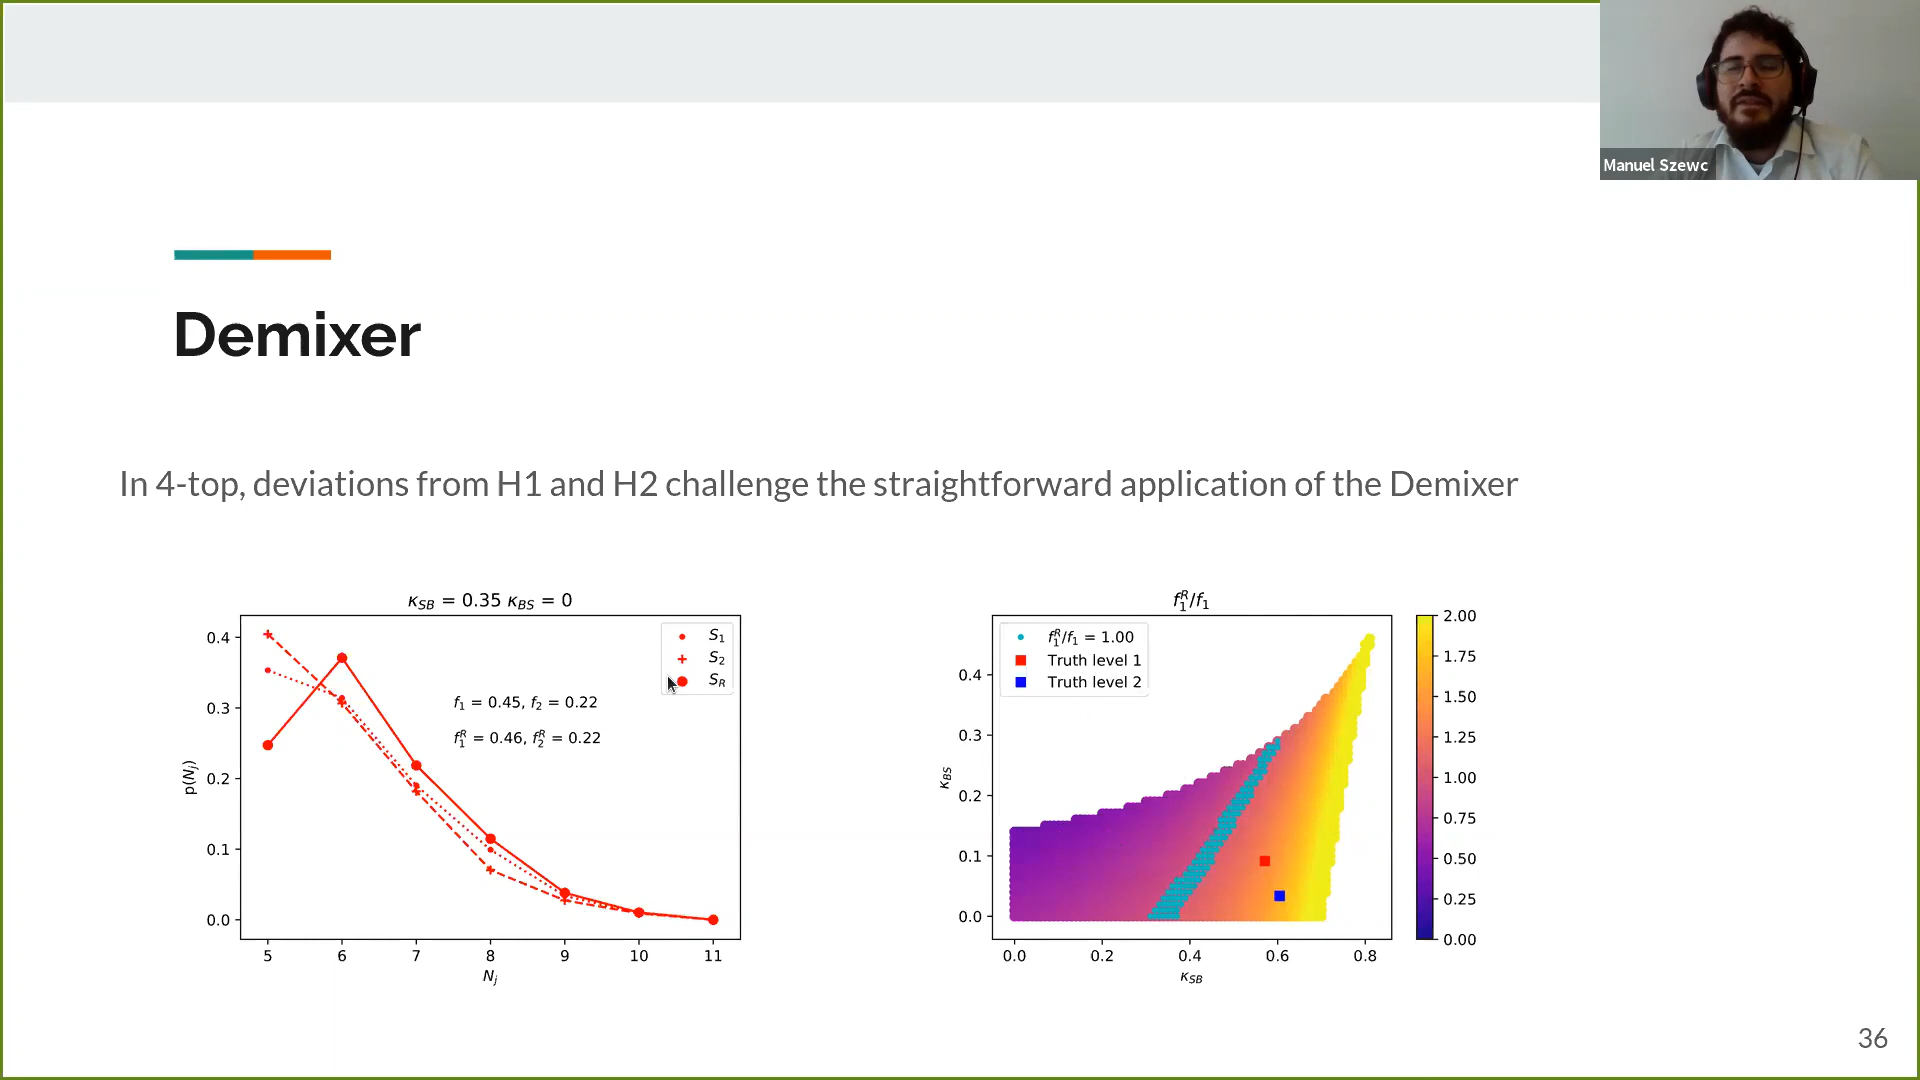 Manuel Szewc
Demixer
In 4-top, deviations from H1 and H2 challenge the straightforward application of the Demixer
κ_SB = 0.35 κ_BS = 0
S₁
S₂
S_R
f₁ = 0.45, f₂ = 0.22
f₁^R = 0.46, f₂^R = 0.22
p(N_j)
0.4
0.3
0.2
0.1
0.0
5 6 7 8 9 10 11
N_j
f₁^R/f₁
f₁^R/f₁ = 1.00
Truth level 1
Truth level 2
κ_BS
0.4
0.3
0.2
0.1
0.0
0.0 0.2 0.4 0.6 0.8
κ_SB
2.00
1.75
1.50
1.25
1.00
0.75
0.50
0.25
0.00
36